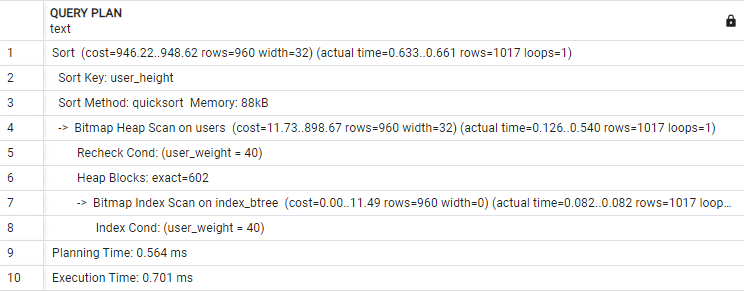 QUERY PLAN
text
1 Sort (cost=946.22..948.62 rows=960 width=32) (actual time=0.633..0.661 rows=1017 loops=1)
2 Sort Key: user_height
3 Sort Method: quicksort Memory: 88kB
4 -> Bitmap Heap Scan on users (cost=11.73..898.67 rows=960 width=32) (actual time=0.126..0.540 rows=1017 loops=1)
5 Recheck Cond: (user_weight = 40)
6 Heap Blocks: exact=602
7 -> Bitmap Index Scan on index_btree (cost=0.00..11.49 rows=960 width=0) (actual time=0.082..0.082 rows=1017 loop...
8 Index Cond: (user_weight = 40)
9 Planning Time: 0.564 ms
10 Execution Time: 0.701 ms